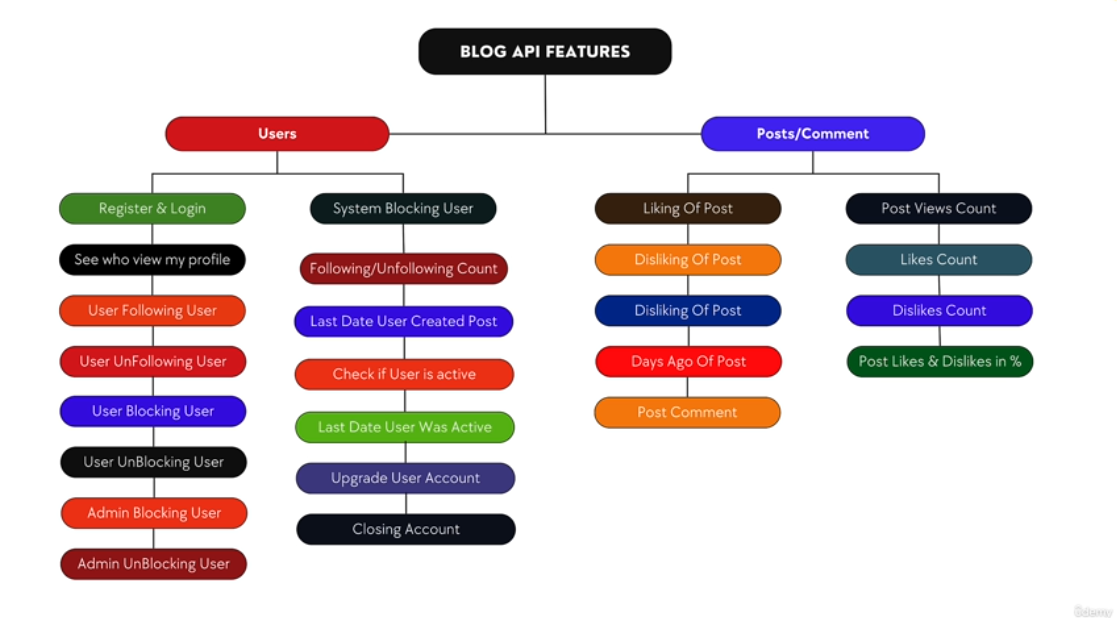 BLOG API FEATURES
Users
Posts/Comment
Register & Login
See who view my profile
User Following User
User UnFollowing User
User Blocking User
User UnBlocking User
Admin Blocking User
Admin UnBlocking User
System Blocking User
Following/Unfollowing Count
Last Date User Created Post
Check if User is active
Last Date User Was Active
Upgrade User Account
Closing Account
Liking Of Post
Disliking Of Post
Disliking Of Post
Days Ago Of Post
Post Comment
Post Views Count
Likes Count
Dislikes Count
Post Likes & Dislikes in %
ûdemy